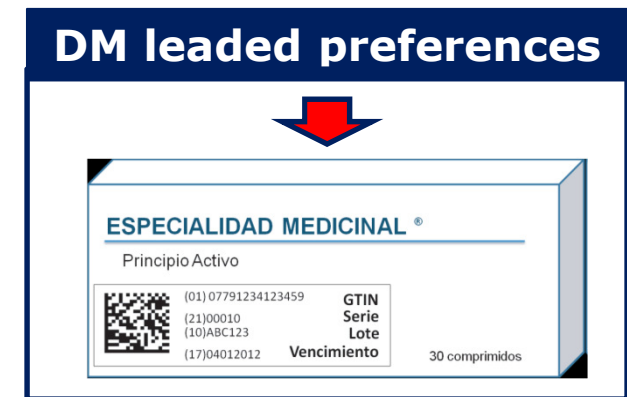 DM leaded preferences
ESPECIALIDAD MEDICINAL ®
Principio Activo
(01) 07791234123459 GTIN
(21)00010 Serie
(10)ABC123 Lote
(17)04012012 Vencimiento
30 comprimidos